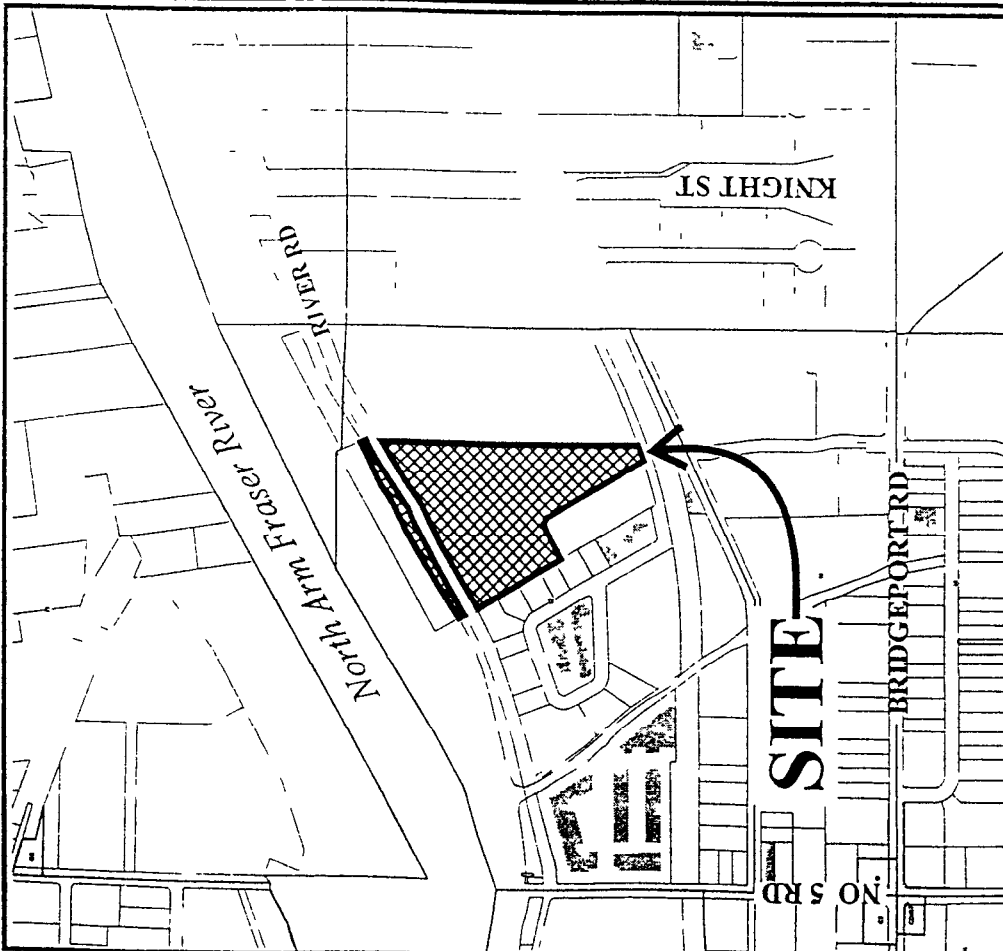 KNIGHT ST
RIVER RD
North Arm Fraser River
SITE
BRIDGEPORT RD
NO 5 RD